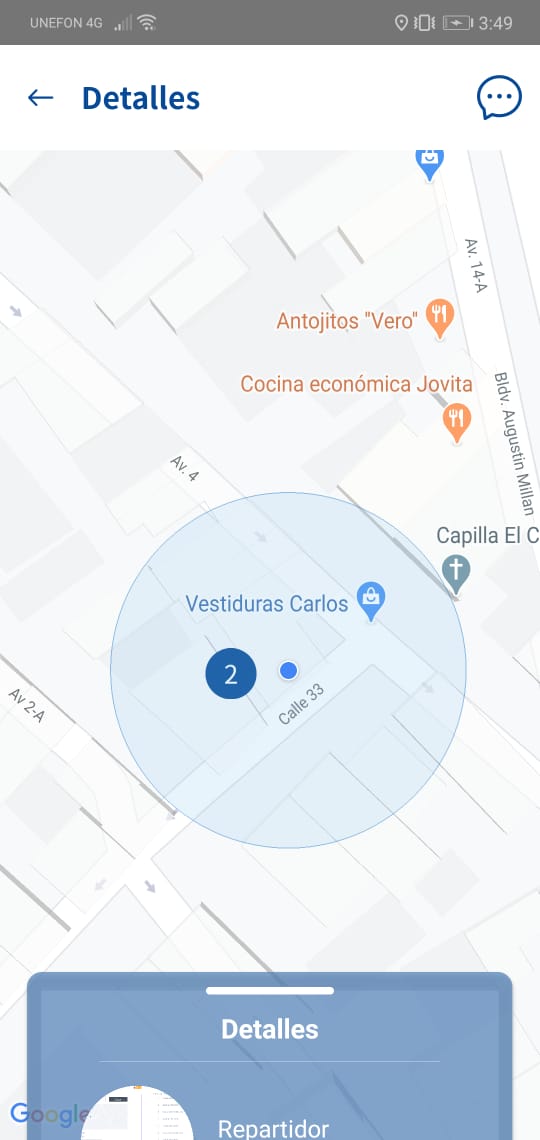 UNEFON 4G
3:49
Detalles
Av. 14-A
Antojitos "Vero"
Cocina económica Jovita
Bldv. Augustin Millan
Av. 4
Capilla El C
Vestiduras Carlos
2
Calle 33
Av 2-A
Detalles
Google
Repartidor